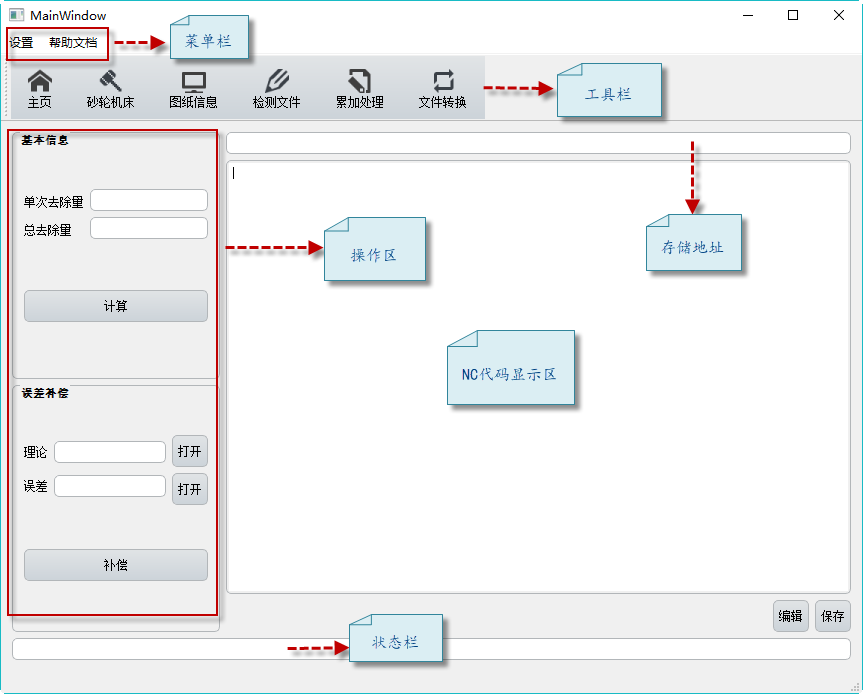 MainWindow
设置 帮助文档
菜单栏
主页 砂轮机床 图纸信息 检测文件 累加处理 文件转换
工具栏
基本信息
单次去除量
总去除量
操作区
存储地址
计算
NC代码显示区
误差补偿
理论 打开
误差 打开
补偿
编辑 保存
状态栏